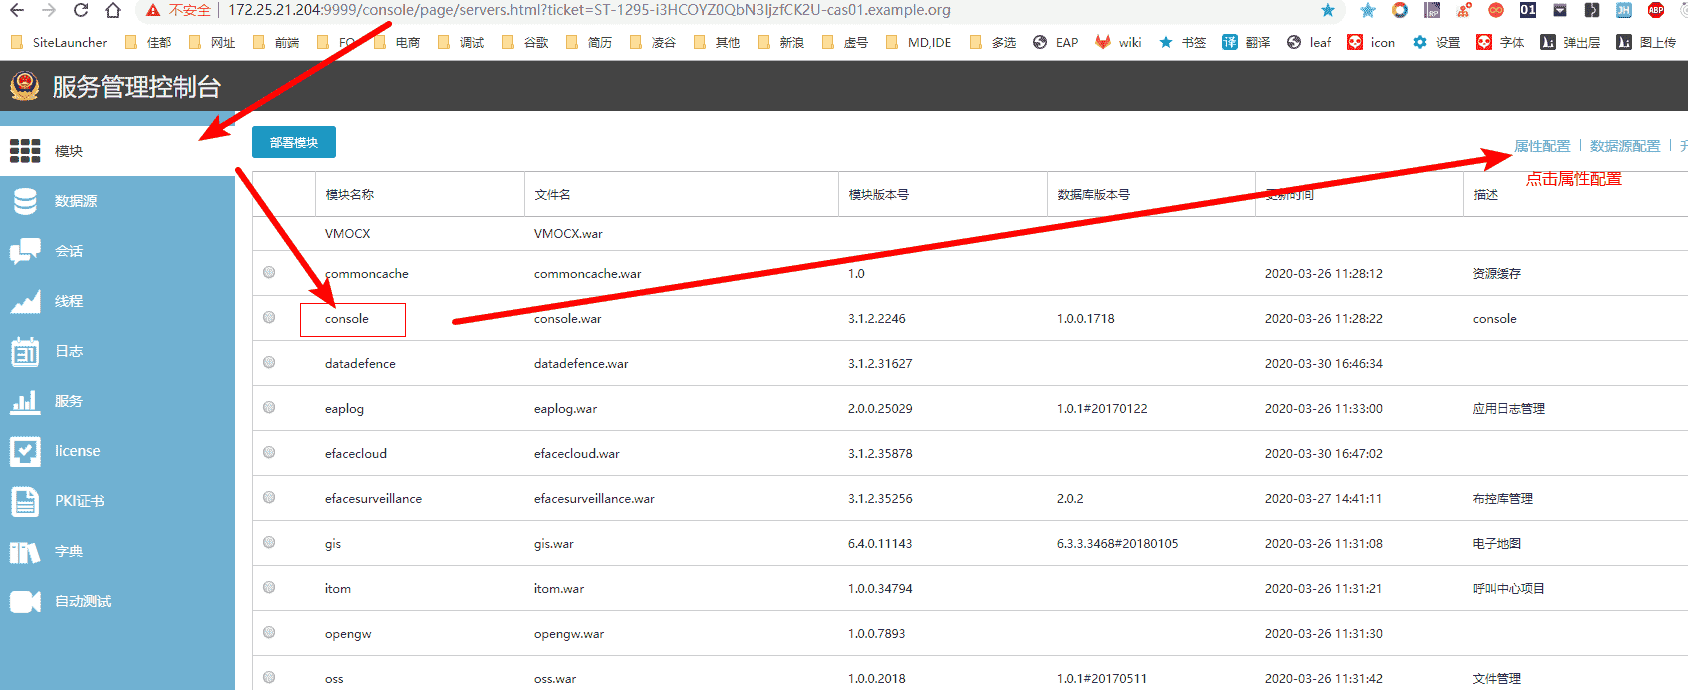 不安全 172.25.21.204:9999/console/page/servers.html?ticket=ST-1295-i3HCOYZ0QbN3IjzfCK2U-cas01.example.org
SiteLauncher 佳都 网址 前端 电商 调试 谷歌 简历 凌谷 其他 新浪 虚号 MD,IDE 多选 EAP wiki 书签 翻译 leaf icon 设置 字体 弹出层 图上传
服务管理控制台
模块
数据源
会话
线程
日志
服务
license
PKI证书
字典
自动测试
部署模块
属性配置 数据源配置
点击属性配置
模块名称 文件名 模块版本号 数据库版本号 更新时间 描述
VMOCX VMOCX.war
commoncache commoncache.war 1.0 2020-03-26 11:28:12 资源缓存
console console.war 3.1.2.2246 1.0.0.1718 2020-03-26 11:28:22 console
datadefence datadefence.war 3.1.2.31627 2020-03-30 16:46:34
eaplog eaplog.war 2.0.0.25029 1.0.1#20170122 2020-03-26 11:33:00 应用日志管理
efacecloud efacecloud.war 3.1.2.35878 2020-03-30 16:47:02
efacesurveillance efacesurveillance.war 3.1.2.35256 2.0.2 2020-03-27 14:41:11 布控库管理
gis gis.war 6.4.0.11143 6.3.3.3468#20180105 2020-03-26 11:31:08 电子地图
itom itom.war 1.0.0.34794 2020-03-26 11:31:21 呼叫中心项目
opengw opengw.war 1.0.0.7893 2020-03-26 11:31:30
oss oss.war 1.0.0.2018 1.0.1#20170511 2020-03-26 11:31:42 文件管理